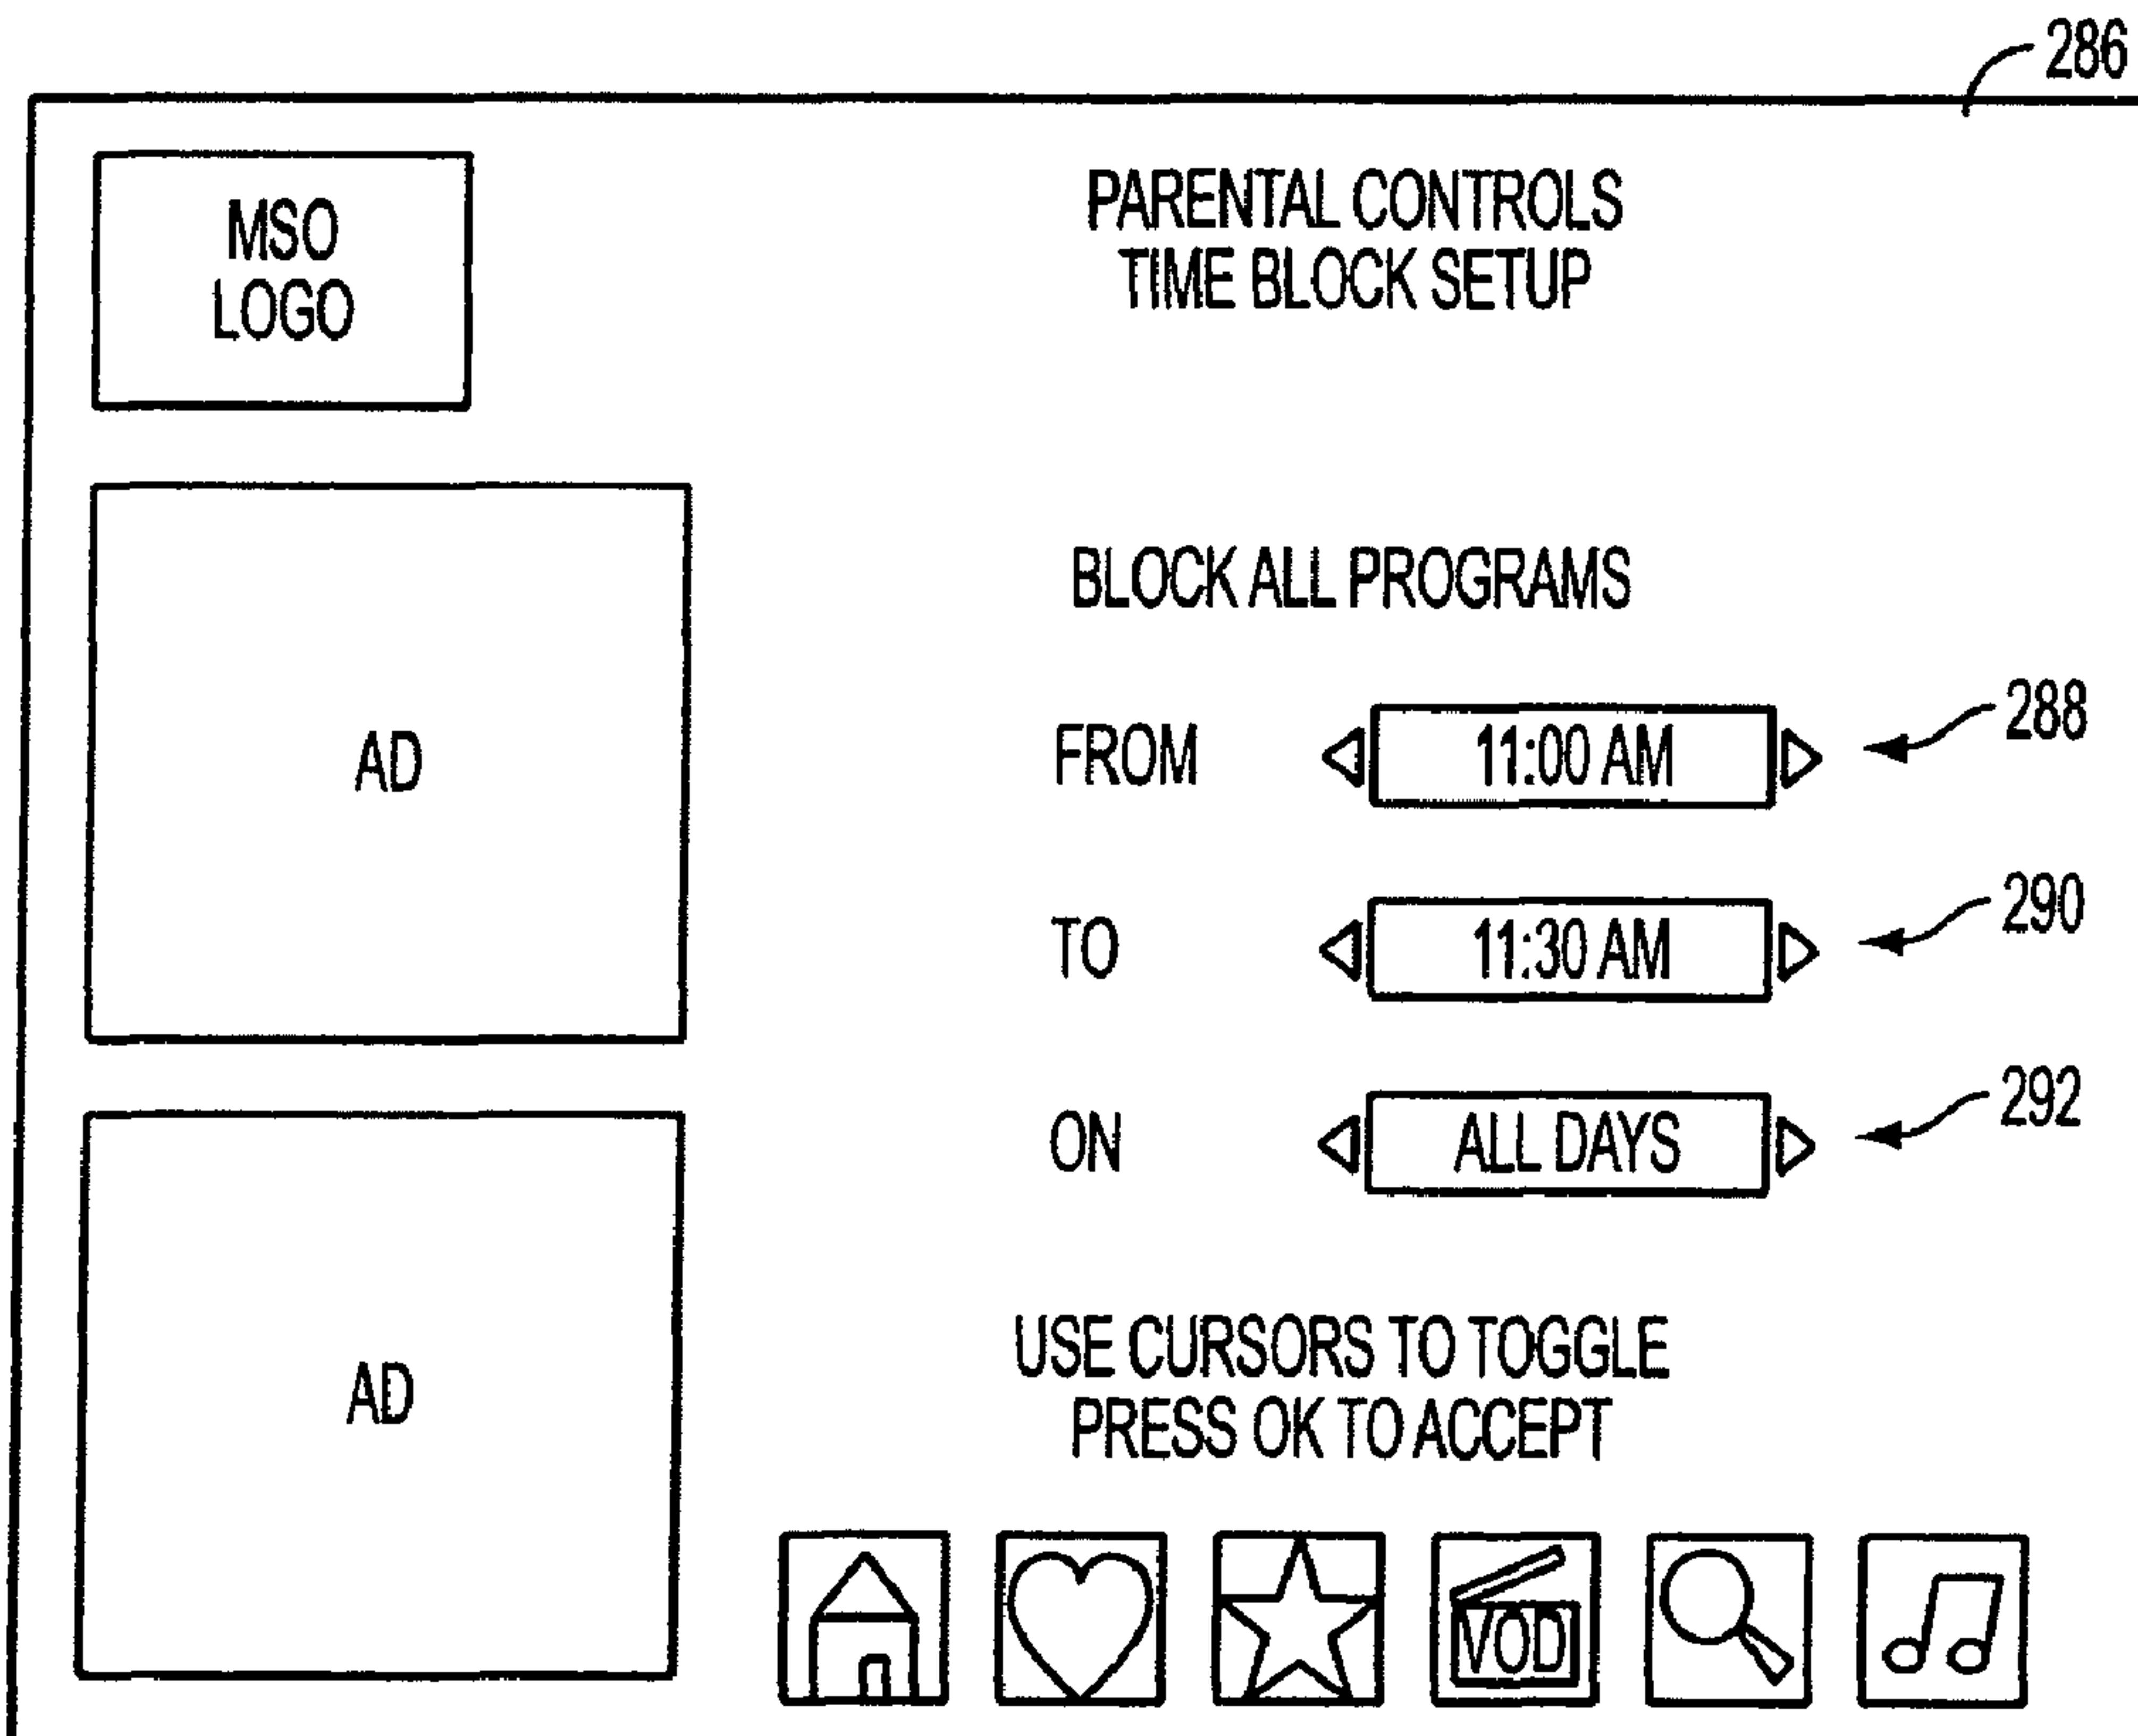 286
MSO
LOGO
PARENTAL CONTROLS
TIME BLOCK SETUP
AD
BLOCK ALL PROGRAMS
FROM 11:00 AM 288
TO 11:30 AM 290
ON ALL DAYS 292
AD
USE CURSORS TO TOGGLE
PRESS OK TO ACCEPT
VOD